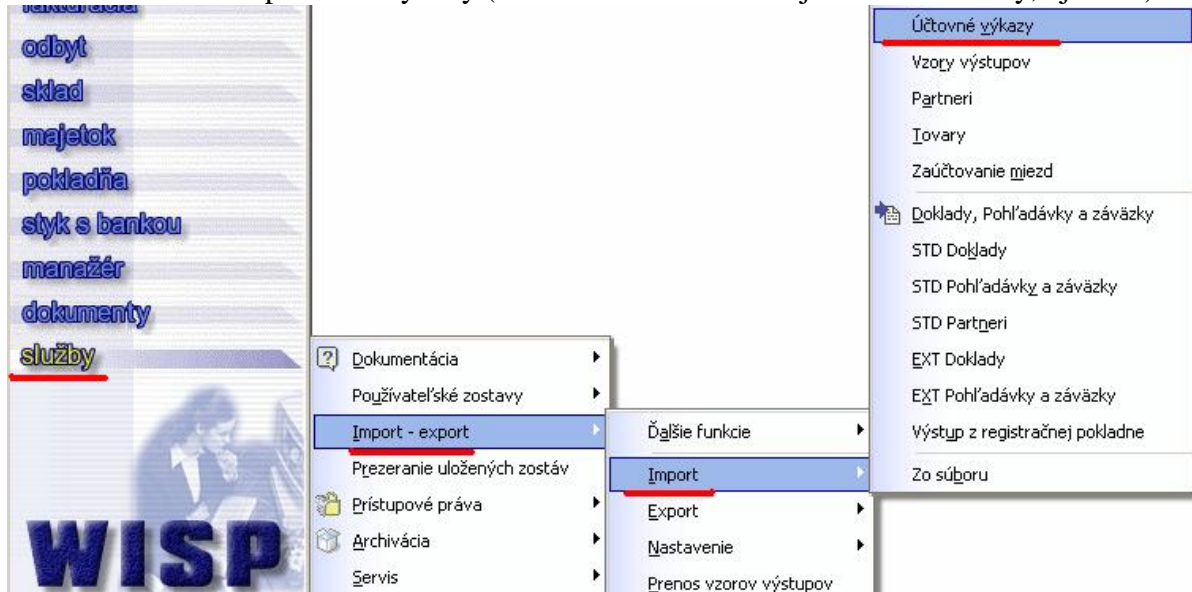 odbyt
sklad
majetok
pokladňa
styk s bankou
manažér
dokumenty
služby
WISP
Dokumentácia
Používateľské zostavy
Import - export
Prezeranie uložených zostáv
Prístupové práva
Archivácia
Servis
Ďalšie funkcie
Import
Export
Nastavenie
Prenos vzorov výstupov
Účtovné výkazy
Vzory výstupov
Partneri
Tovary
Zaúčtovanie miezd
Doklady, Pohľadávky a záväzky
STD Doklady
STD Pohľadávky a záväzky
STD Partneri
EXT Doklady
EXT Pohľadávky a záväzky
Výstup z registračnej pokladne
Zo súboru